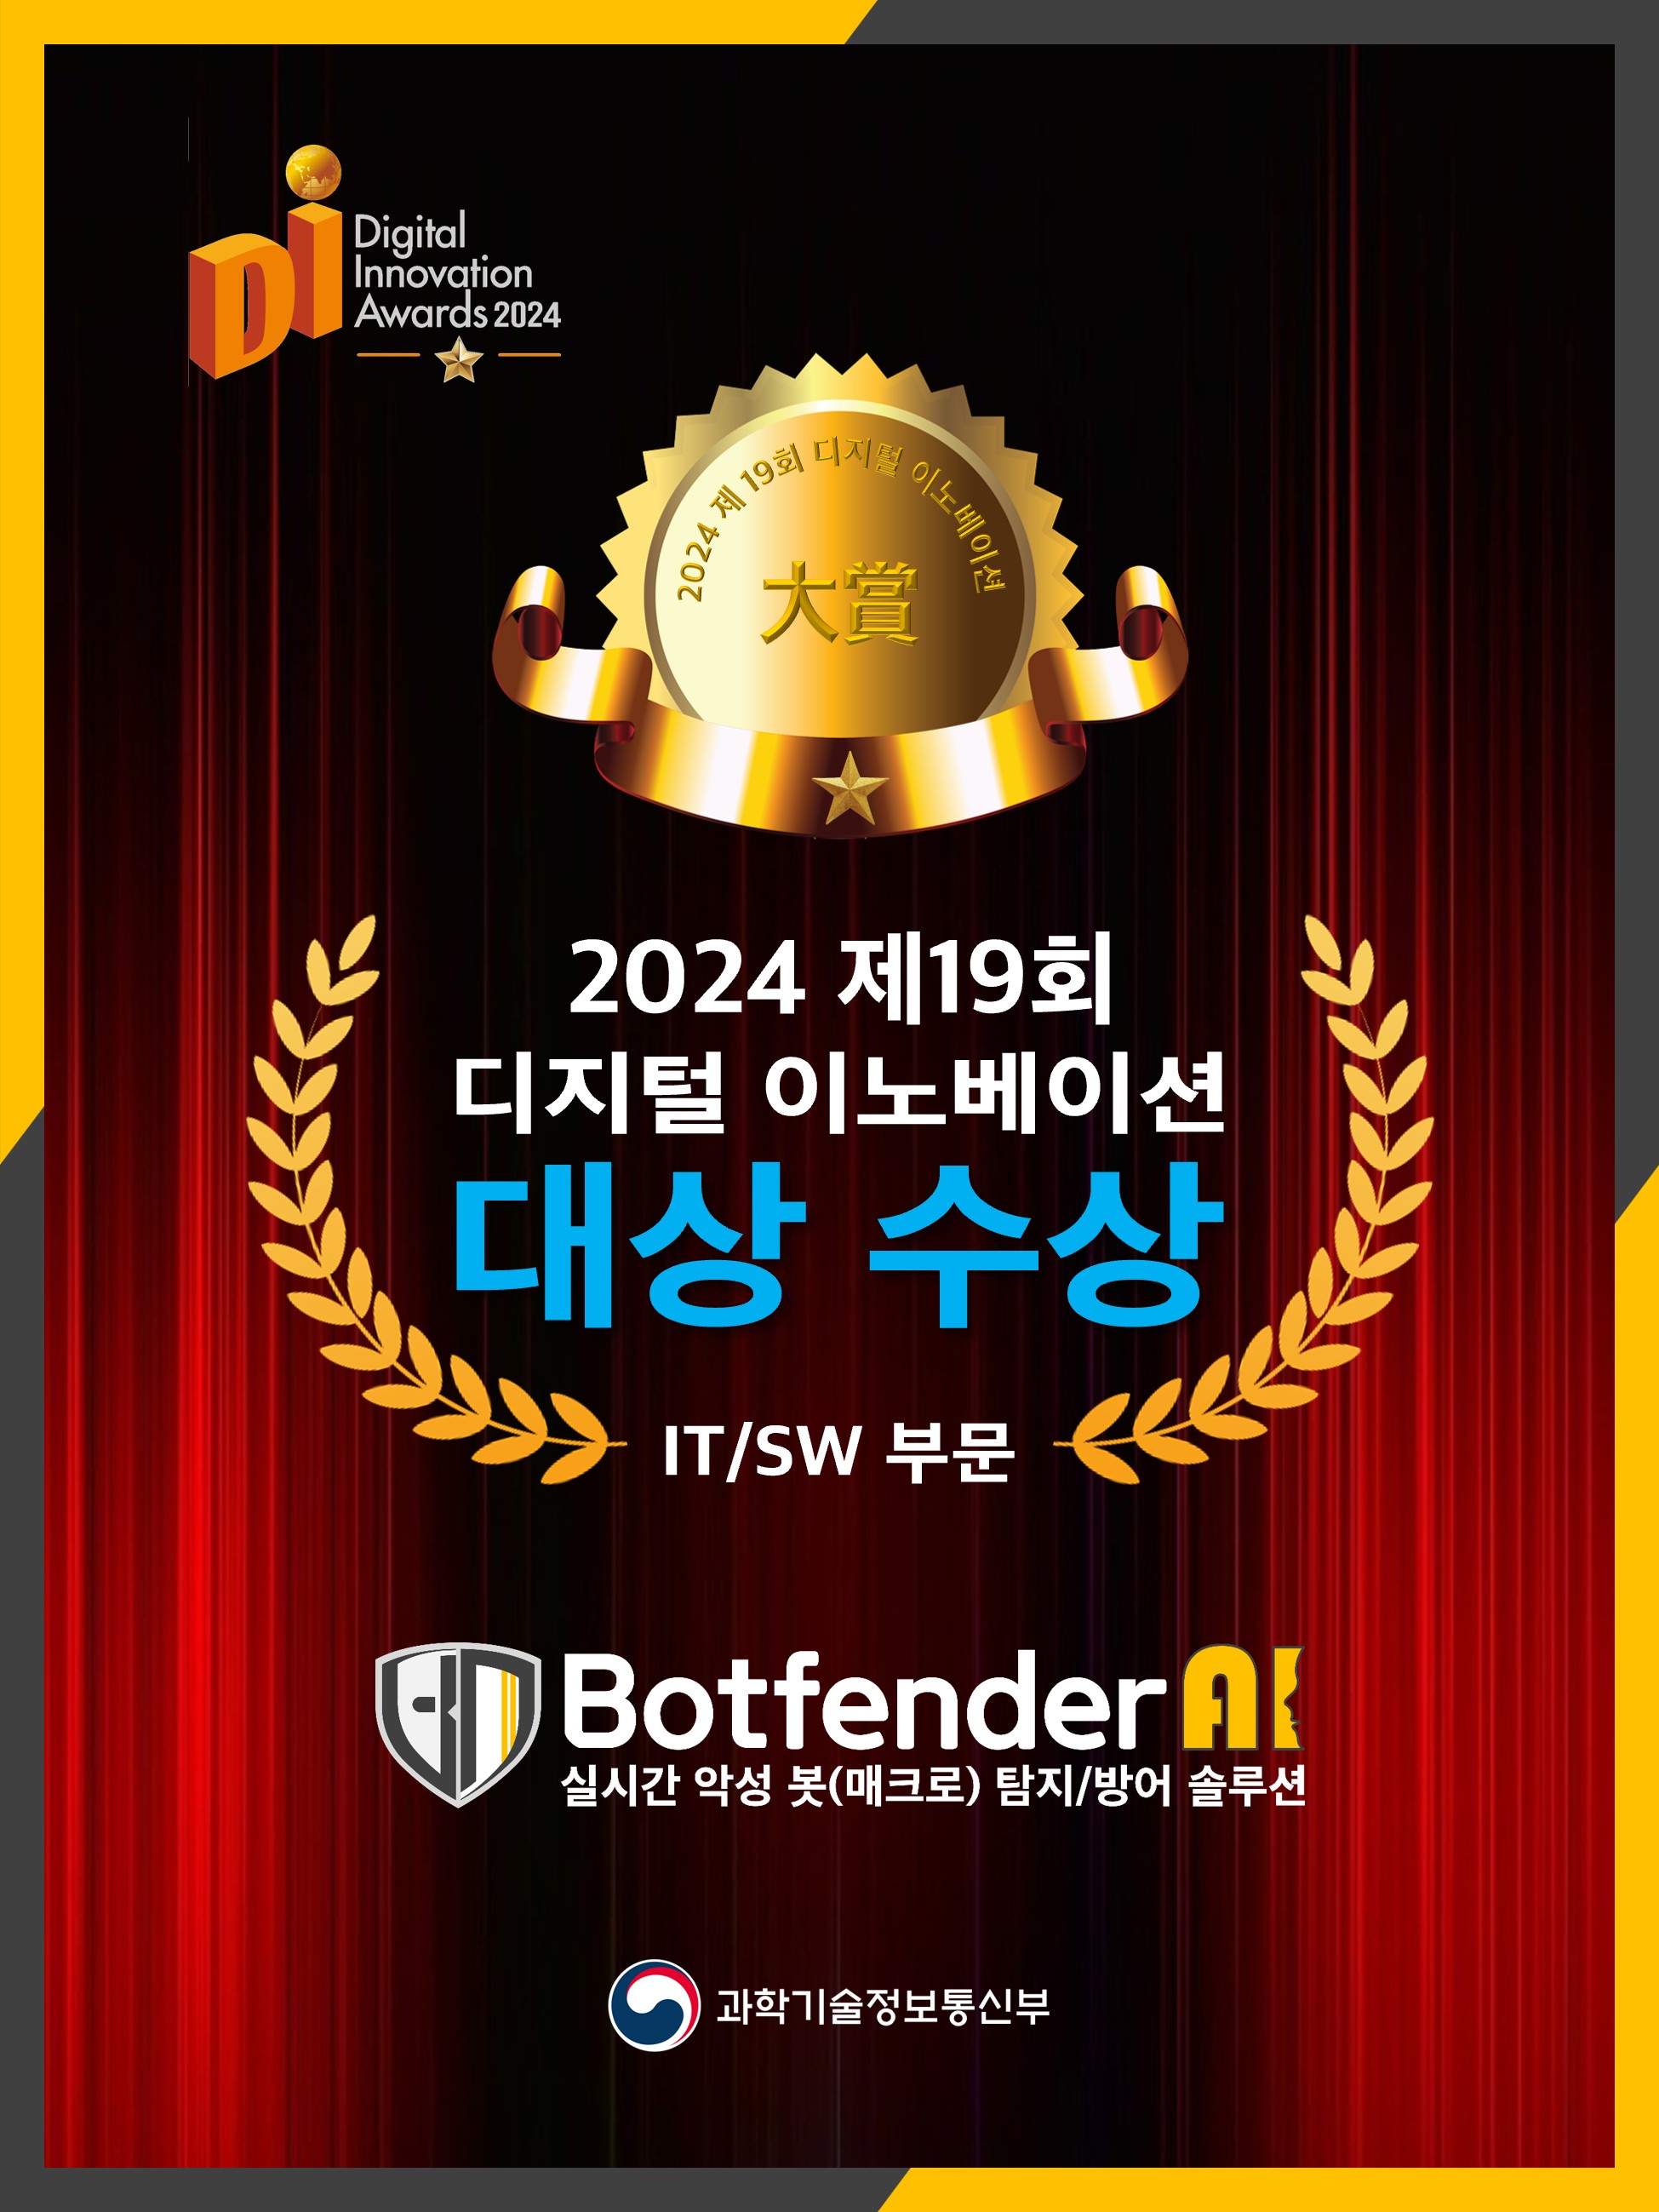 Digital
Innovation
Awards 2024
2024 제 19회 디지털 이노베이션
大賞
2024 제19회
디지털 이노베이션
대상 수상
IT/SW 부문
Botfender AI
실시간 악성 봇(매크로) 탐지/방어 솔루션
과학기술정보통신부